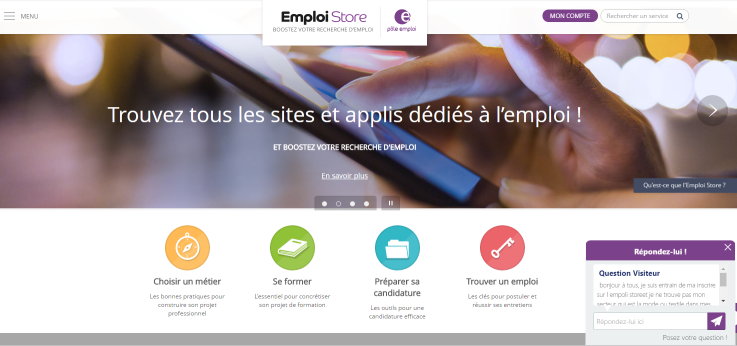 MENU
Emploi Store
BOOSTEZ VOTRE RECHERCHE D'EMPLOI
pôle emploi
MON COMPTE
Rechercher un service
Trouvez tous les sites et applis dédiés à l'emploi !
ET BOOSTEZ VOTRE RECHERCHE D'EMPLOI
En savoir plus
Qu'est-ce que l'Emploi Store ?
Choisir un métier
Les bonnes pratiques pour
construire son projet
professionnel
Se former
L'essentiel pour concrétiser
son projet de formation
Préparer sa
candidature
Les outils pour une
candidature efficace
Trouver un emploi
Les clés pour postuler et
réussir ses entretiens
Répondez-lui !
Question Visiteur
bonjour à tous, je suis entrain de ma inscrire
sur l empoli storeet je ne trouve pas mon
secteur qui est la mode ou textile dans mes
Répondez-lui ici
Posez votre question !